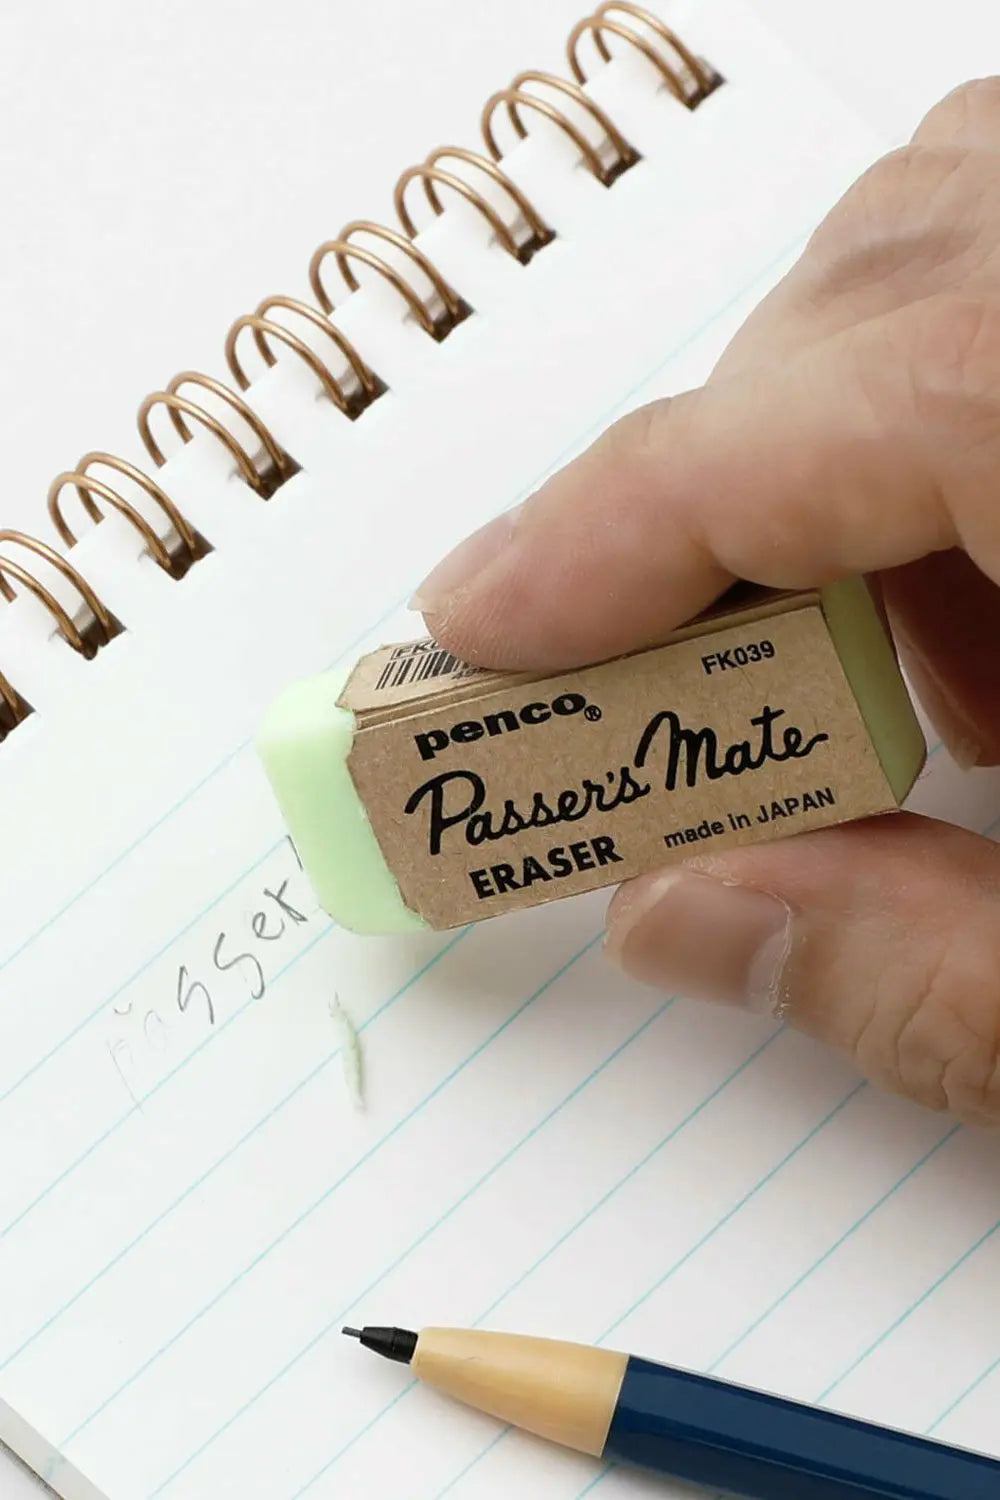 FK039
penco®
Passer's Mate
ERASER made in JAPAN
passer